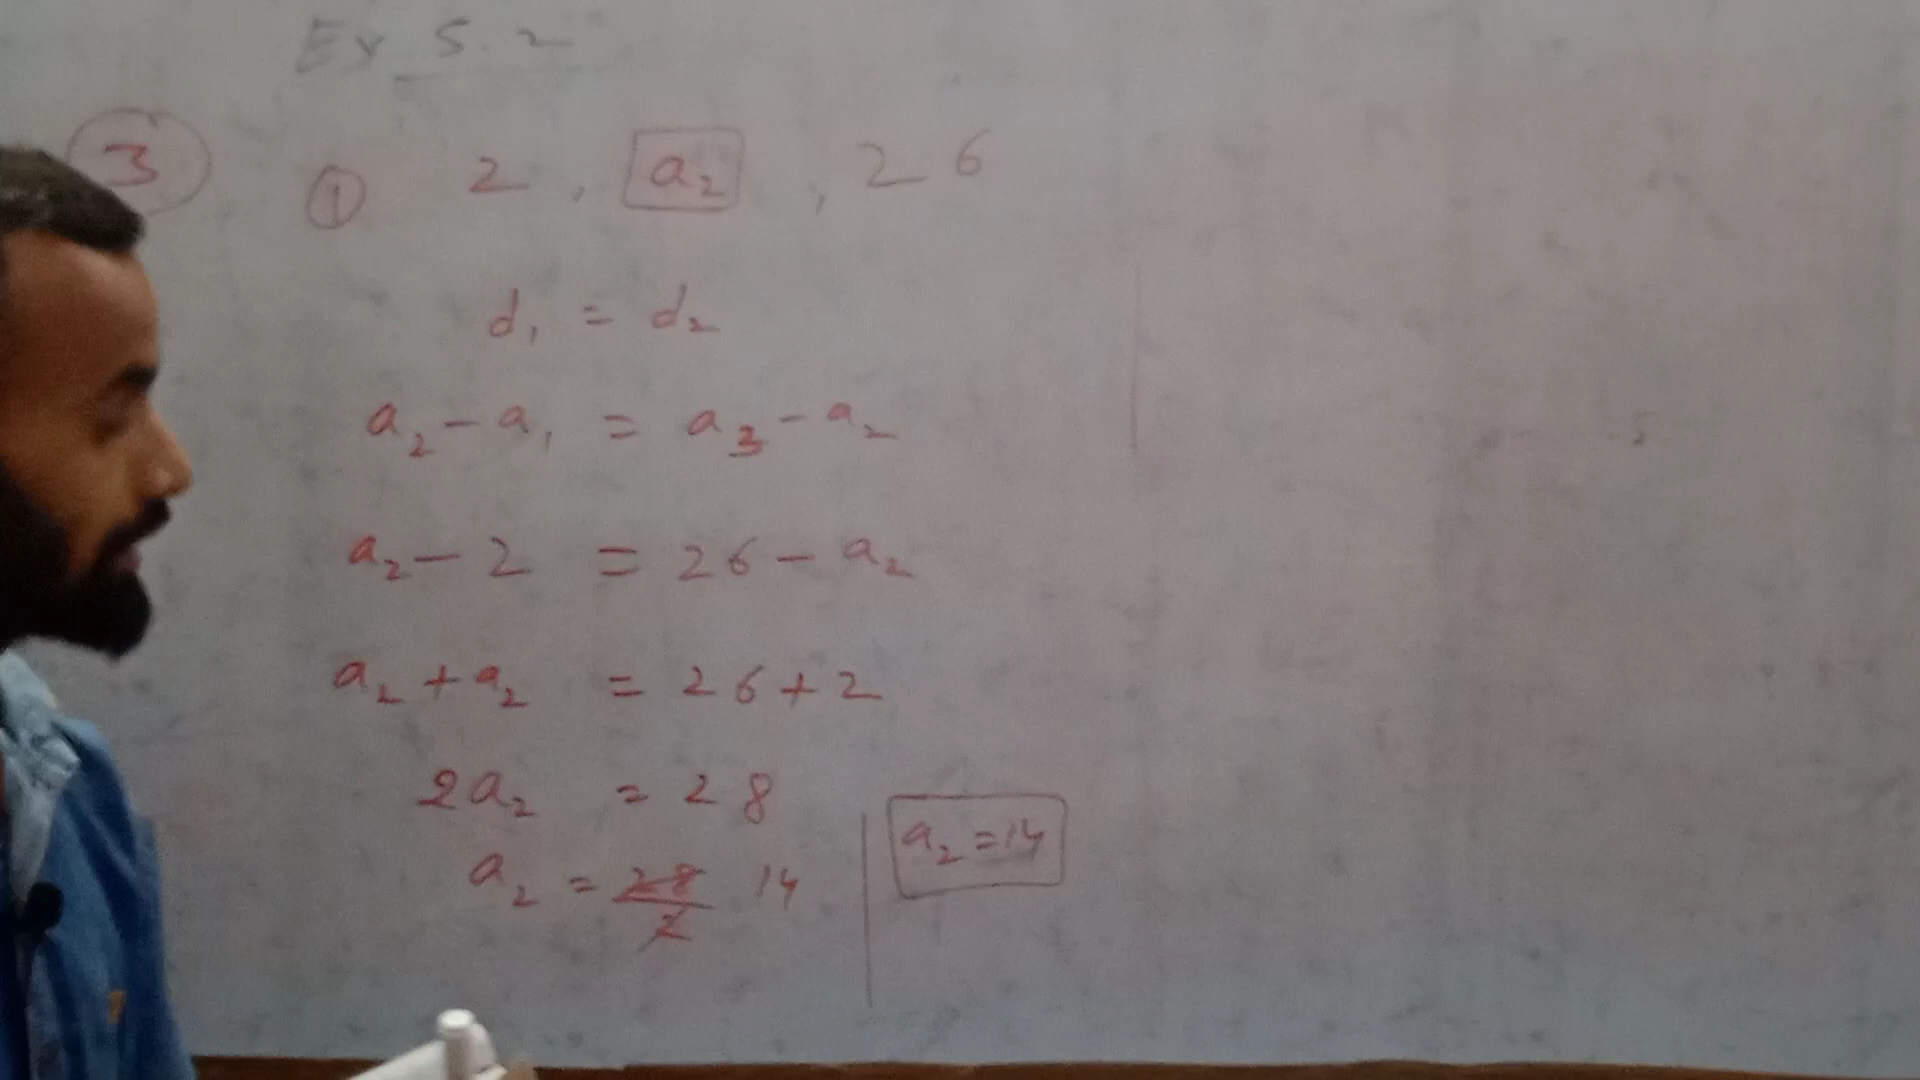 Ex 5.2
3 1 2 , a₂ , 26
d₁ = d₂
a₂ - a₁ = a₃ - a₂
a₂ - 2 = 26 - a₂
a₂ + a₂ = 26 + 2
2a₂ = 28
a₂ = 28/2 14
a₂ = 14